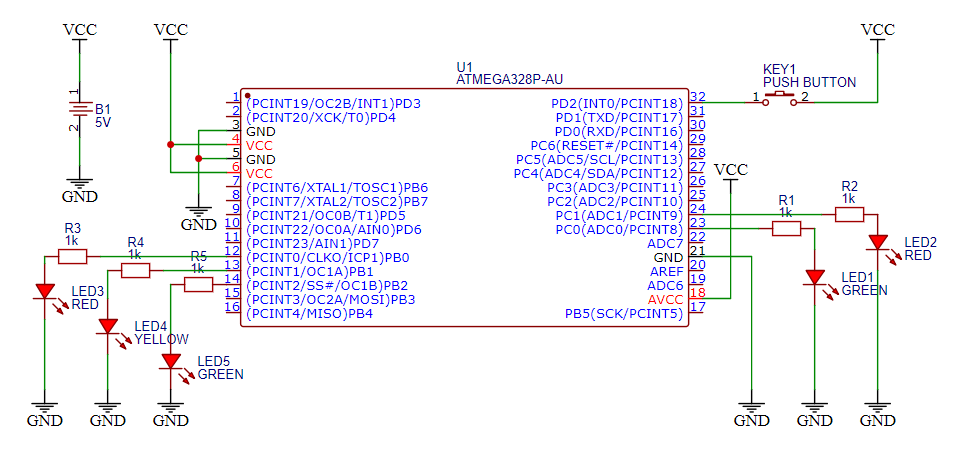 VCC
VCC
VCC
U1
ATMEGA328P-AU
KEY1
PUSH BUTTON
1
2
1
B1
5V
2
GND
1 (PCINT19/OC2B/INT1)PD3
2 (PCINT20/XCK/T0)PD4
3 GND
4 VCC
5 GND
6 VCC
7 (PCINT6/XTAL1/TOSC1)PB6
8 (PCINT7/XTAL2/TOSC2)PB7
9 (PCINT21/OC0B/T1)PD5
10 (PCINT22/OC0A/AIN0)PD6
11 (PCINT23/AIN1)PD7
12 (PCINT0/CLKO/ICP1)PB0
13 (PCINT1/OC1A)PB1
14 (PCINT2/SS#/OC1B)PB2
15 (PCINT3/OC2A/MOSI)PB3
16 (PCINT4/MISO)PB4
PD2(INT0/PCINT18) 32
PD1(TXD/PCINT17) 31
PD0(RXD/PCINT16) 30
PC6(RESET#/PCINT14) 29
PC5(ADC5/SCL/PCINT13) 28
PC4(ADC4/SDA/PCINT12) 27
PC3(ADC3/PCINT11) 26
PC2(ADC2/PCINT10) 25
PC1(ADC1/PCINT9) 24
PC0(ADC0/PCINT8) 23
ADC7 22
GND 21
AREF 20
ADC6 19
AVCC 18
PB5(SCK/PCINT5) 17
GND
VCC
R1
1k
R2
1k
LED2
RED
LED1
GREEN
R3
1k
R4
1k
R5
1k
LED3
RED
LED4
YELLOW
LED5
GREEN
GND
GND
GND
GND
GND
GND